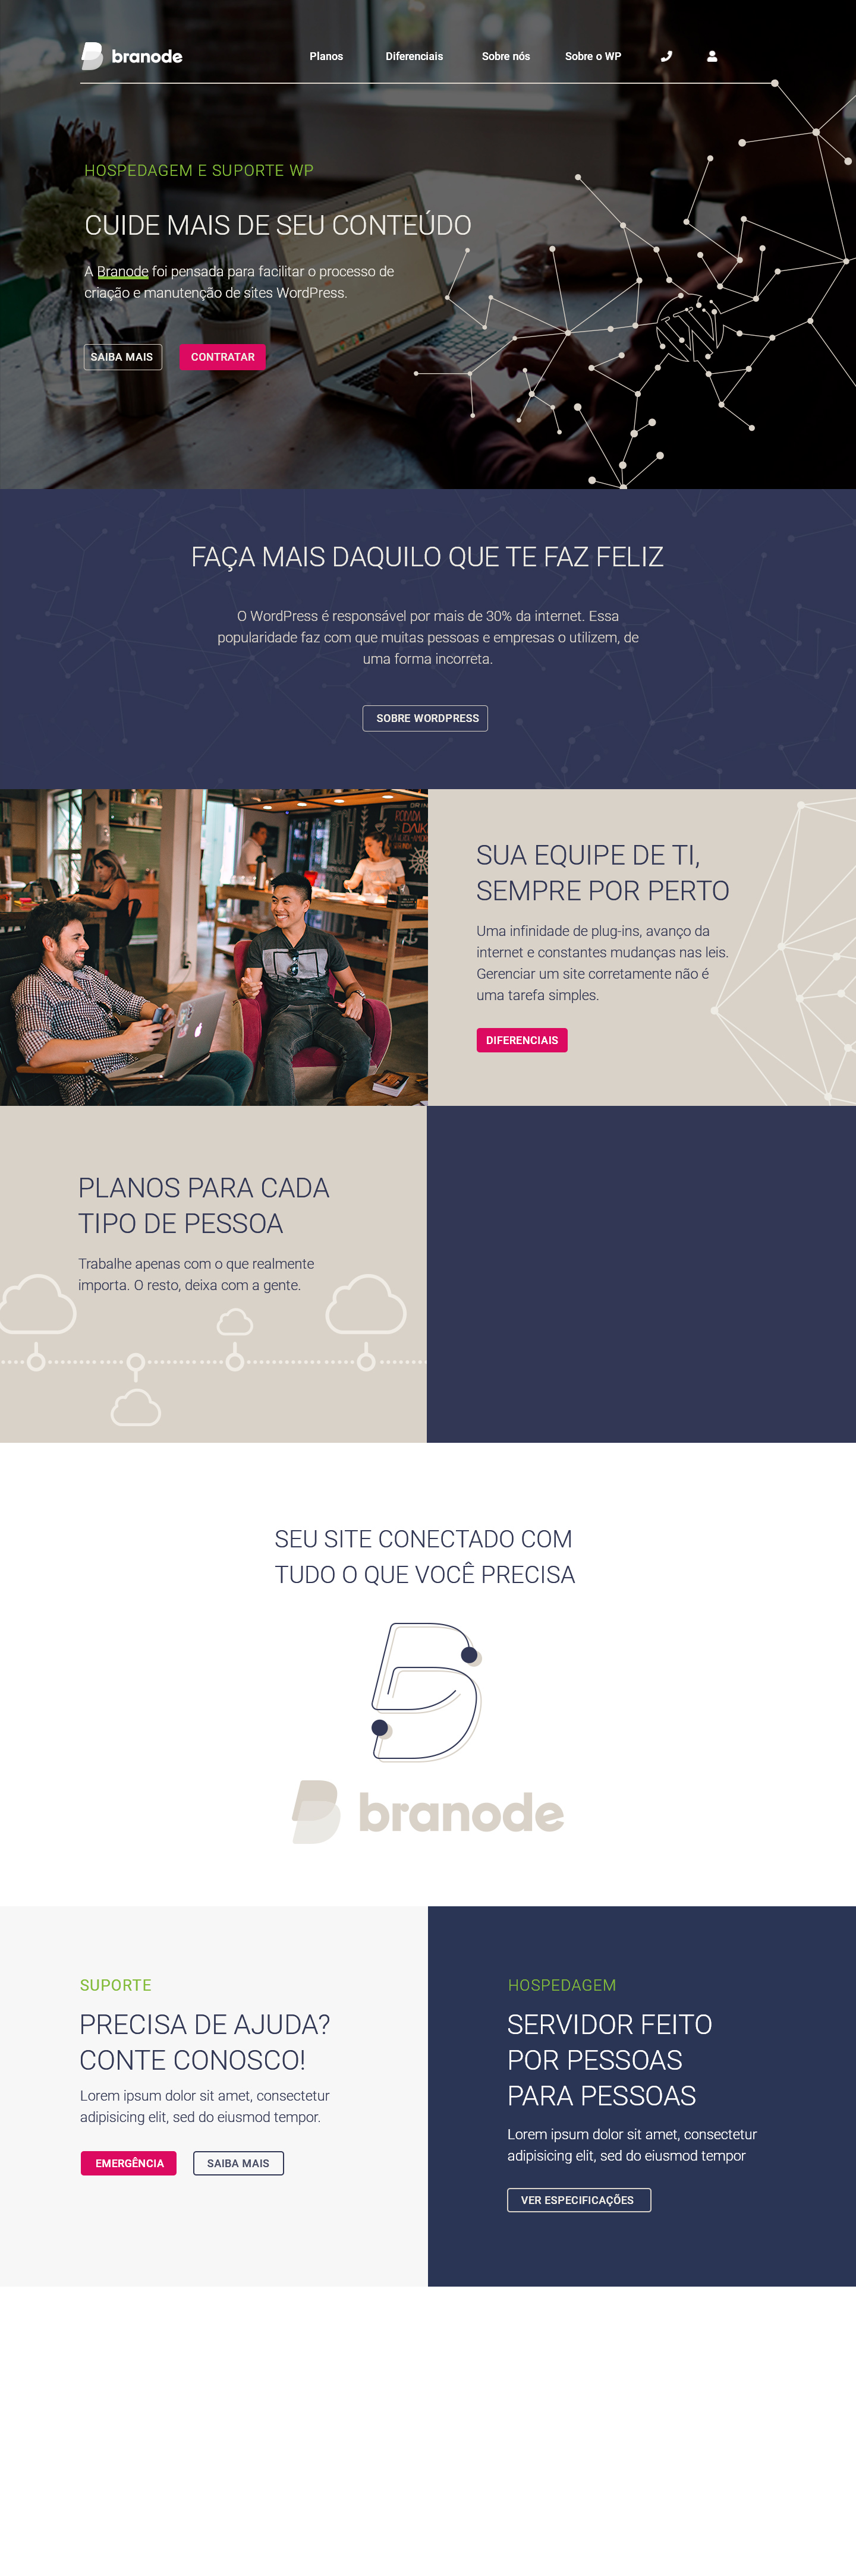 branode
Planos
Diferenciais
Sobre nós
Sobre o WP
HOSPEDAGEM E SUPORTE WP
CUIDE MAIS DE SEU CONTEÚDO
A Branode foi pensada para facilitar o processo de
criação e manutenção de sites WordPress.
SAIBA MAIS
CONTRATAR
FAÇA MAIS DAQUILO QUE TE FAZ FELIZ
O WordPress é responsável por mais de 30% da internet. Essa
popularidade faz com que muitas pessoas e empresas o utilizem, de
uma forma incorreta.
SOBRE WORDPRESS
SUA EQUIPE DE TI,
SEMPRE POR PERTO
Uma infinidade de plug-ins, avanço da
internet e constantes mudanças nas leis.
Gerenciar um site corretamente não é
uma tarefa simples.
DIFERENCIAIS
PLANOS PARA CADA
TIPO DE PESSOA
Trabalhe apenas com o que realmente
importa. O resto, deixa com a gente.
SEU SITE CONECTADO COM
TUDO O QUE VOCÊ PRECISA
branode
SUPORTE
PRECISA DE AJUDA?
CONTE CONOSCO!
Lorem ipsum dolor sit amet, consectetur
adipisicing elit, sed do eiusmod tempor.
EMERGÊNCIA
SAIBA MAIS
HOSPEDAGEM
SERVIDOR FEITO
POR PESSOAS
PARA PESSOAS
Lorem ipsum dolor sit amet, consectetur
adipisicing elit, sed do eiusmod tempor
VER ESPECIFICAÇÕES